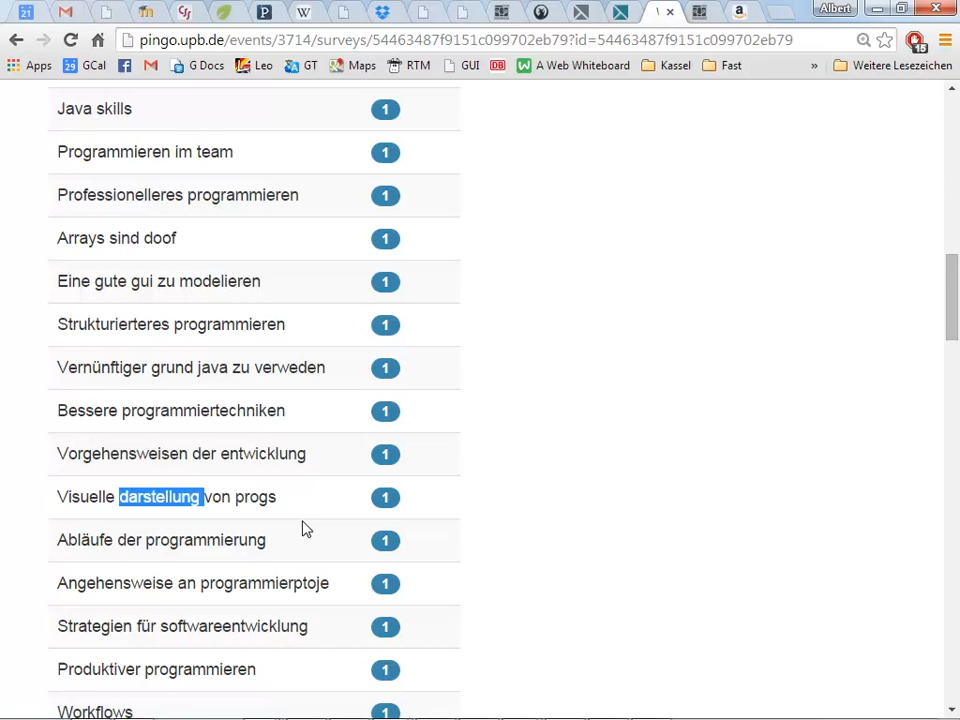 21
Albert
pingo.upb.de/events/3714/surveys/54463487f9151c099702eb79?id=54463487f9151c099702eb79
15
Apps 29 GCal G Docs Leo GT Maps RTM GUI DB A Web Whiteboard Kassel Fast » Weitere Lesezeichen
Java skills 1
Programmieren im team 1
Professionelleres programmieren 1
Arrays sind doof 1
Eine gute gui zu modelieren 1
Strukturierteres programmieren 1
Vernünftiger grund java zu verweden 1
Bessere programmiertechniken 1
Vorgehensweisen der entwicklung 1
Visuelle darstellung von progs 1
Abläufe der programmierung 1
Angehensweise an programmierptoje 1
Strategien für softwareentwicklung 1
Produktiver programmieren 1
Workflows 1